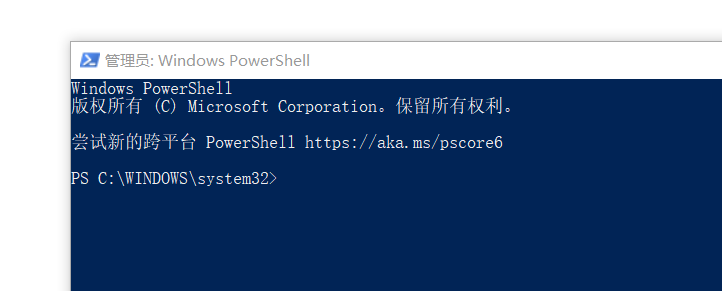 管理员: Windows PowerShell
Windows PowerShell
版权所有 (C) Microsoft Corporation。保留所有权利。
尝试新的跨平台 PowerShell https://aka.ms/pscore6
PS C:\WINDOWS\system32>